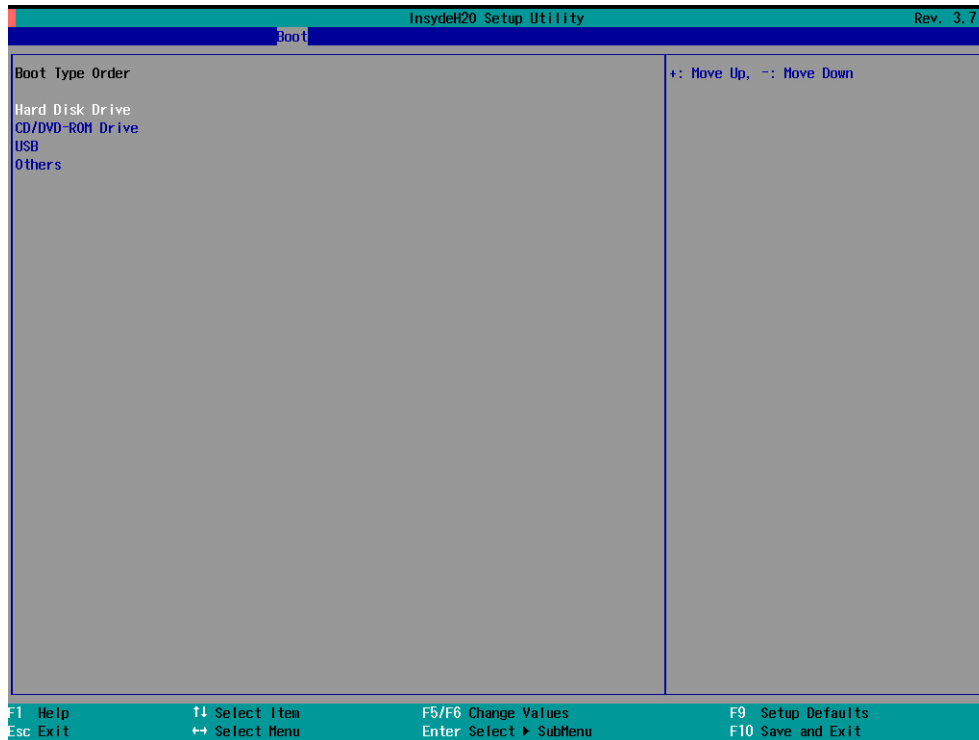 InsydeH20 Setup Utility Rev. 3.7
Boot
Boot Type Order
+: Move Up, -: Move Down
Hard Disk Drive
CD/DVD-ROM Drive
USB
Others
F1 Help ↑↓ Select Item F5/F6 Change Values F9 Setup Defaults
Esc Exit ↔ Select Menu Enter Select ▶ SubMenu F10 Save and Exit